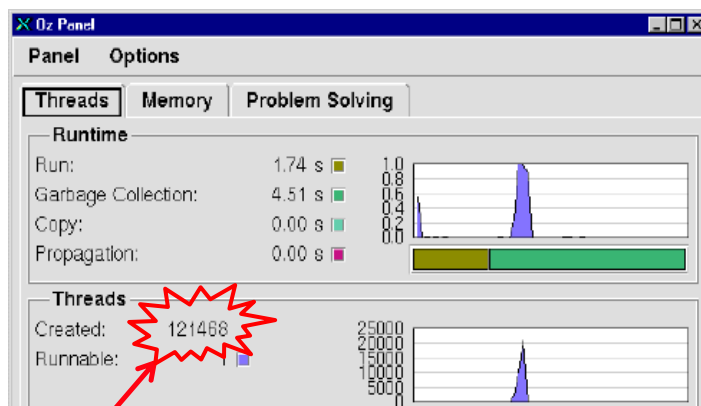 Oz Panel
Panel Options
Threads Memory Problem Solving
Runtime
Run: 1.74 s
Garbage Collection: 4.51 s
Copy: 0.00 s
Propagation: 0.00 s
1.0
0.8
0.6
0.4
0.2
0.0
Threads
Created: 121468
Runnable: 1
25000
20000
15000
10000
5000
0